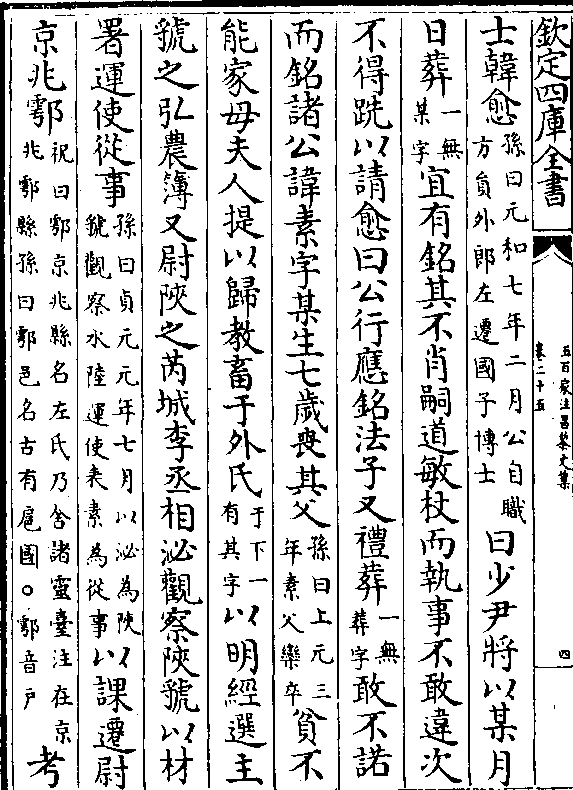 欽定四庫全書
五百家注昌黎文集
卷二十五
四
士韓愈孫曰元和七年二月公自職方員外郎左遷國子博士曰少尹將以某月
日葬一無某字宜有銘其不肖嗣道敏杖而執事不敢違次
不得跣以請愈曰公行應銘法子又禮葬一無葬字敢不諾
而銘諸公諱素字某生七歲喪其父孫曰上元三年素父欒卒貧不
能家母夫人提以歸教畜于外氏于下一有其字以明經選主
虢之弘農簿又尉陝之芮城李丞相泌觀察陝虢以材
署運使從事孫曰貞元元年七月以泌為陝虢觀察水陸運使表素為從事以課遷尉
京兆鄠祝曰鄠京兆縣名左氏乃舍諸靈臺注在京兆鄠縣孫曰鄠邑名古有扈國○鄠音戶考